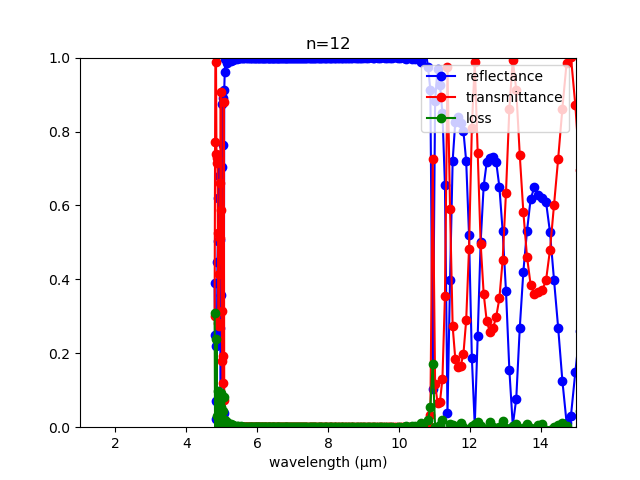 n=12
1.0
0.8
0.6
0.4
0.2
0.0
reflectance
transmittance
loss
2 4 6 8 10 12 14
wavelength (μm)